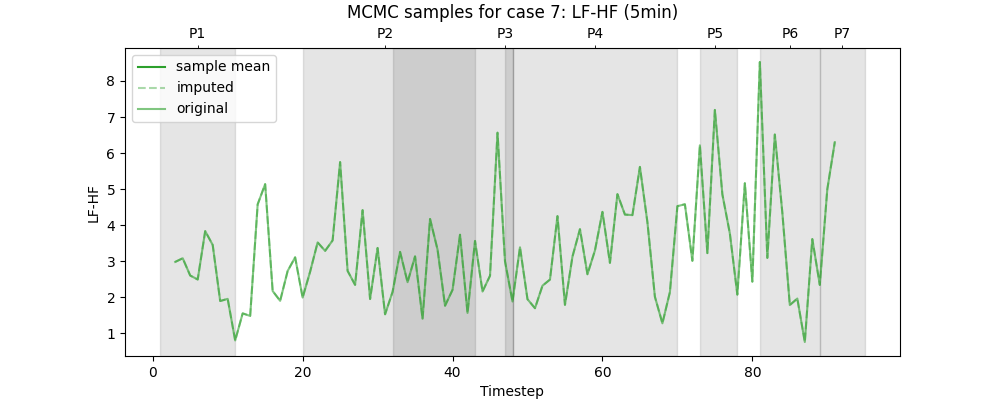 MCMC samples for case 7: LF-HF (5min)
P1 P2 P3 P4 P5 P6 P7
sample mean
imputed
original
8
7
6
5
4
3
2
1
LF-HF
0 20 40 60 80
Timestep